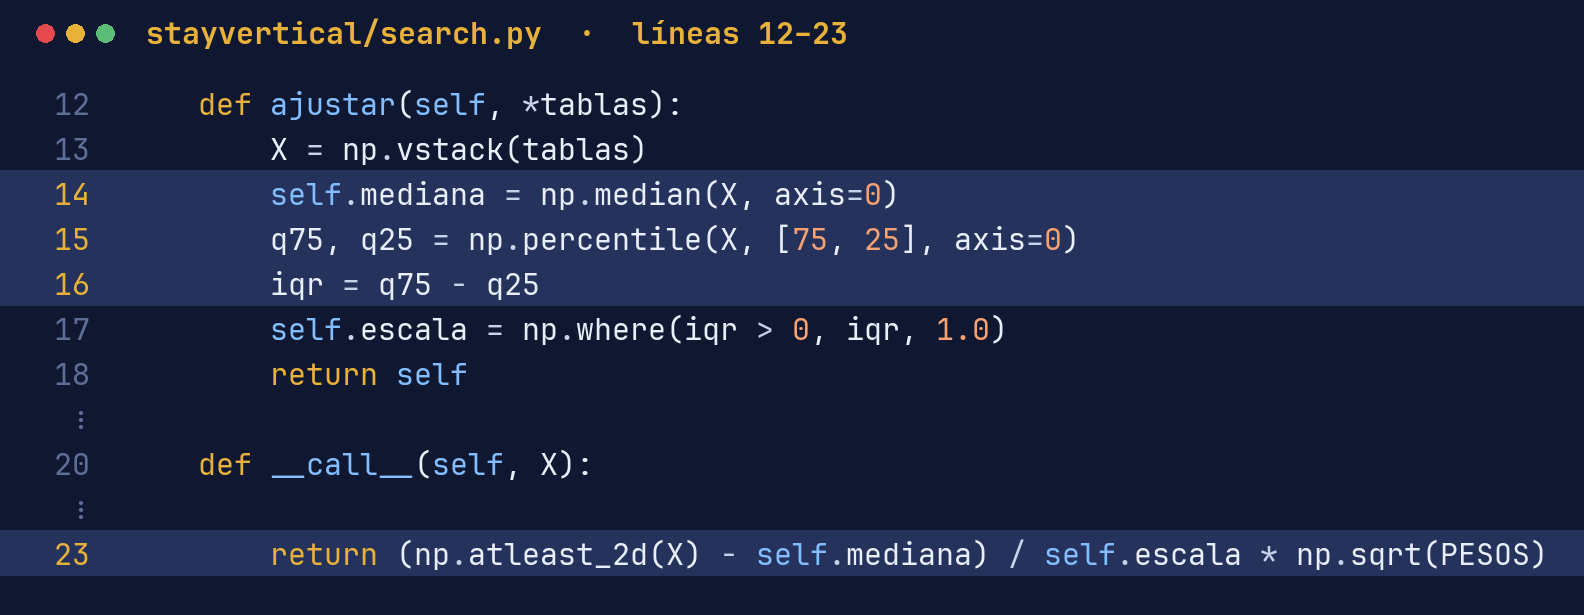 stayvertical/search.py · líneas 12–23
12 def ajustar(self, *tablas):
13 X = np.vstack(tablas)
14 self.mediana = np.median(X, axis=0)
15 q75, q25 = np.percentile(X, [75, 25], axis=0)
16 iqr = q75 - q25
17 self.escala = np.where(iqr > 0, iqr, 1.0)
18 return self
⋮
20 def __call__(self, X):
⋮
23 return (np.atleast_2d(X) - self.mediana) / self.escala * np.sqrt(PESOS)